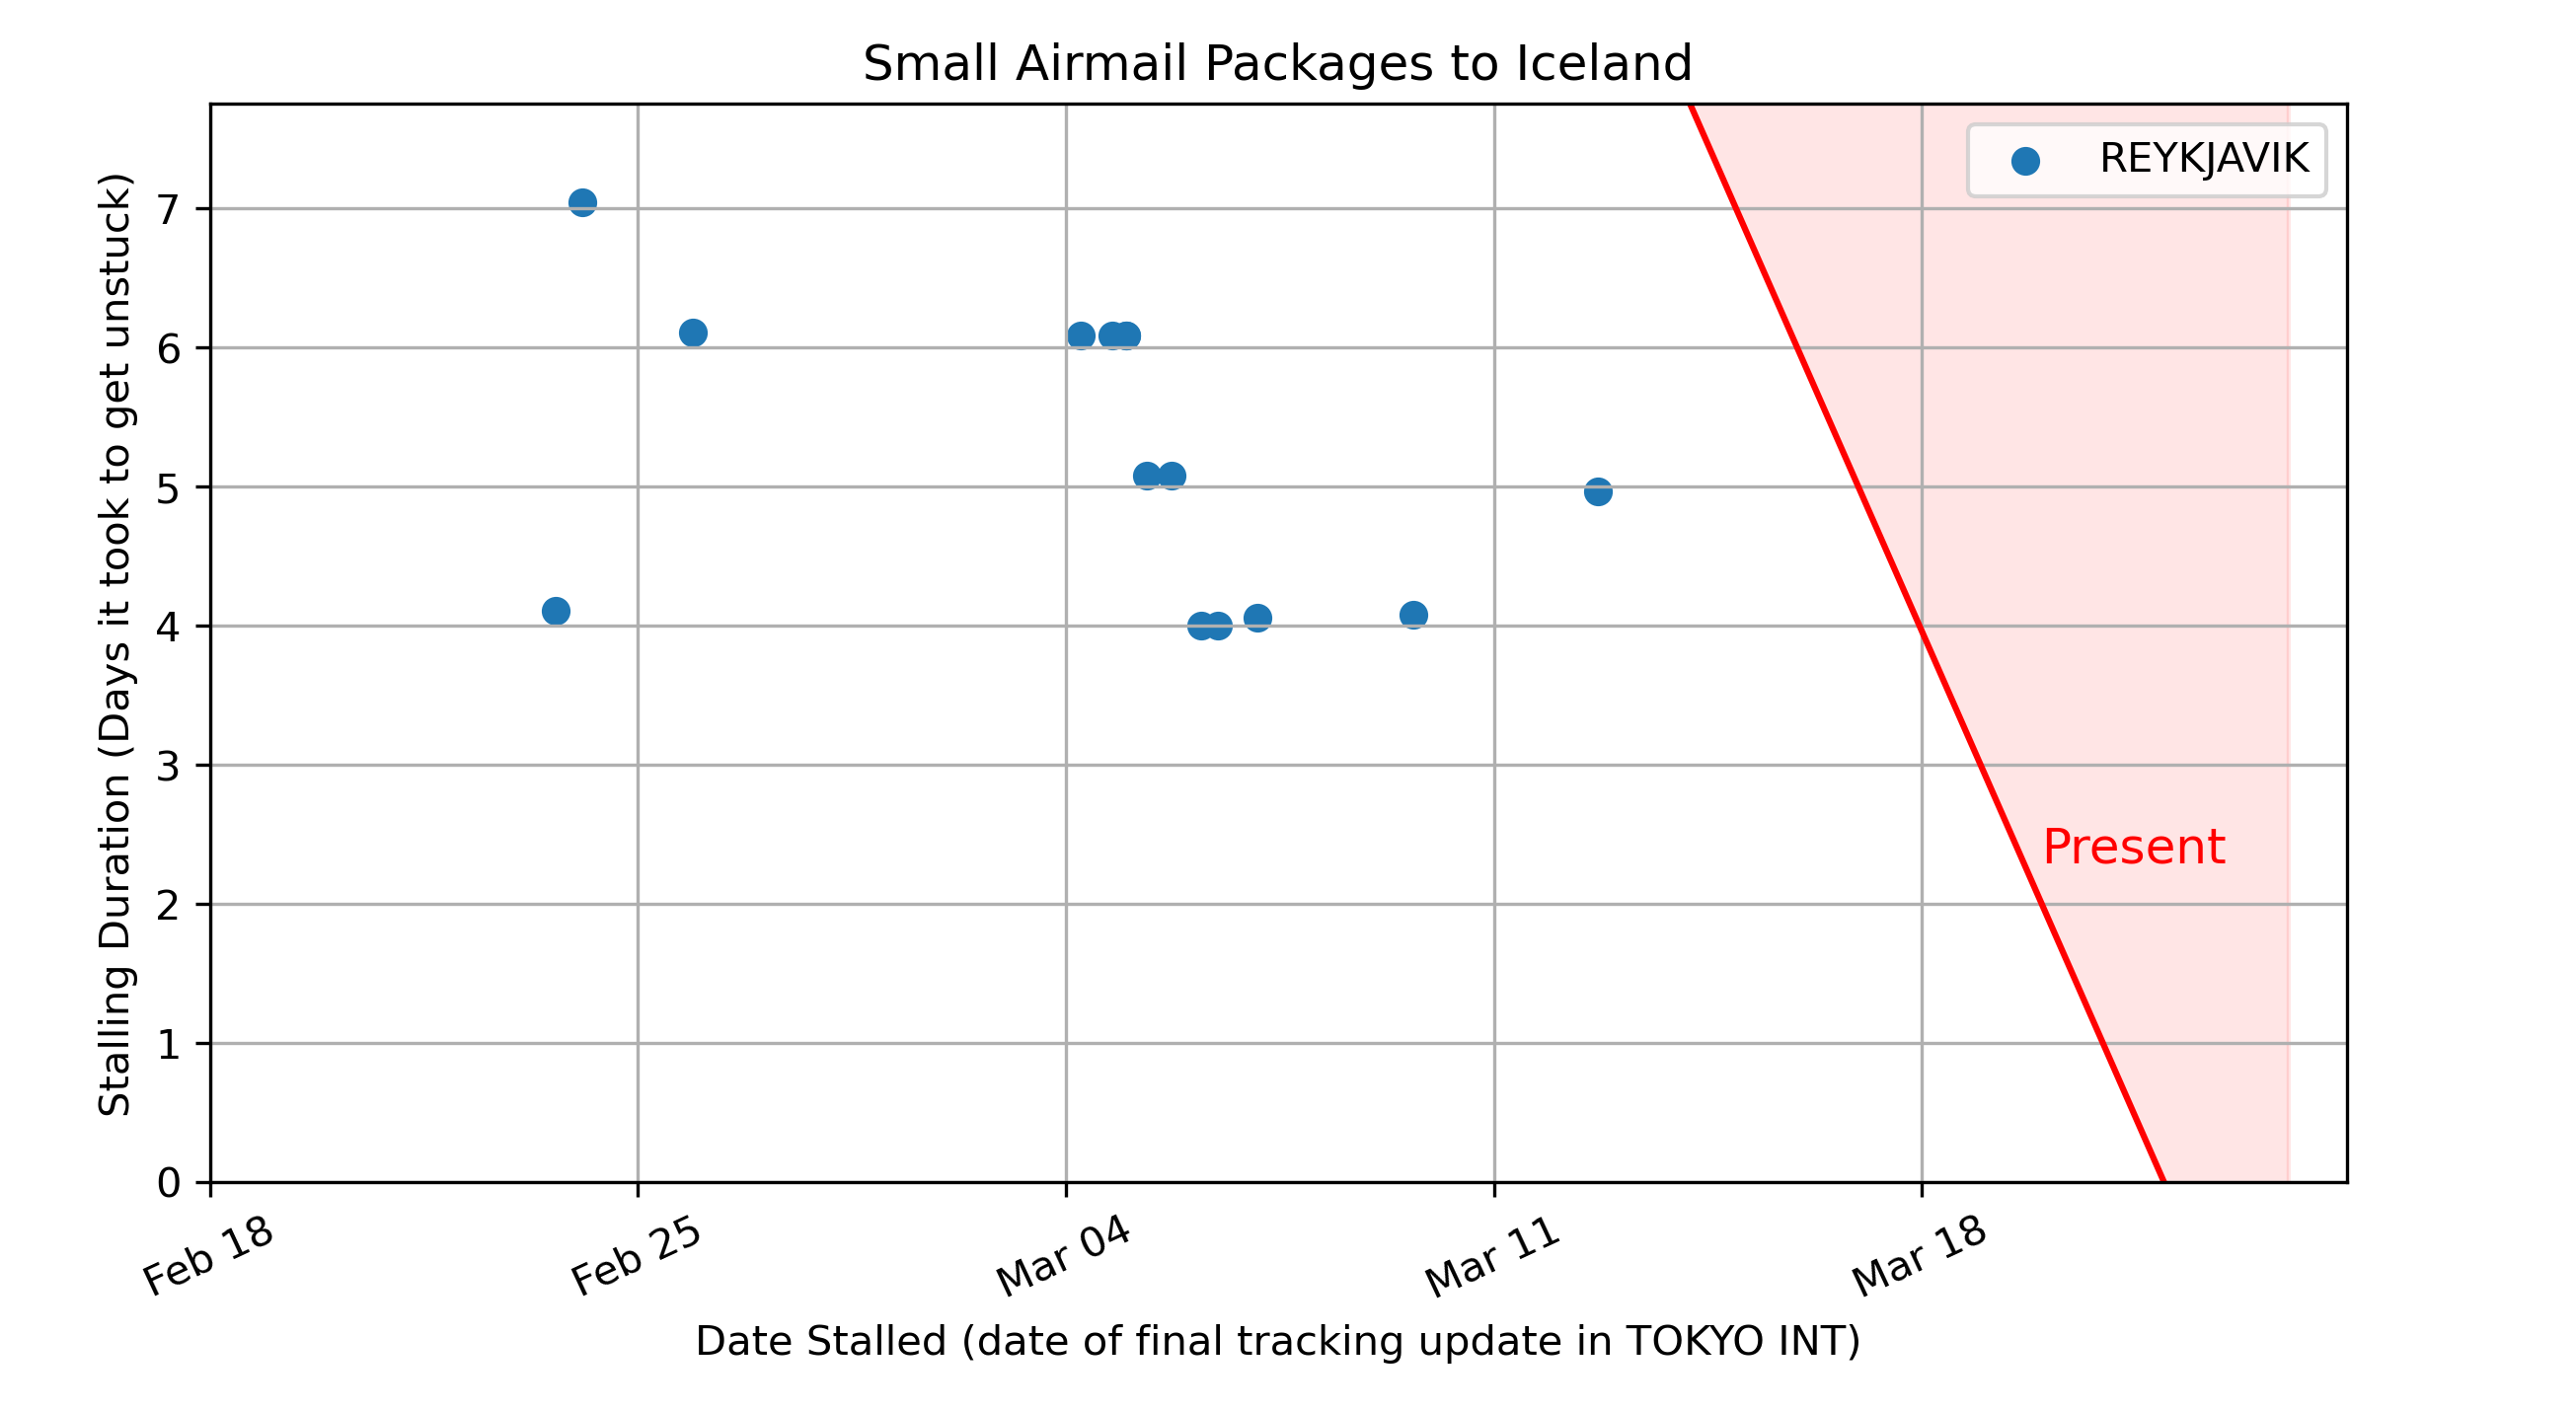 Small Airmail Packages to Iceland
REYKJAVIK
Stalling Duration (Days it took to get unstuck)
7
6
5
4
3
2
1
0
Present
Feb 18
Feb 25
Mar 04
Mar 11
Mar 18
Date Stalled (date of final tracking update in TOKYO INT)